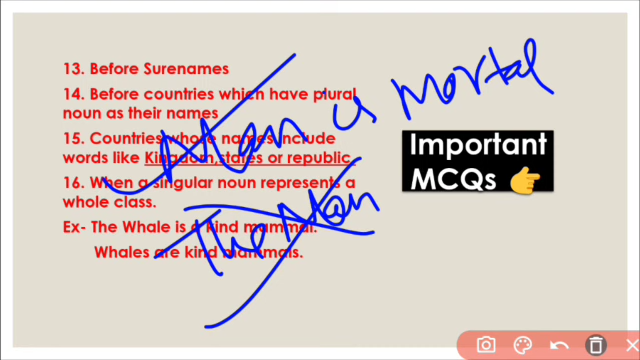 13. Before Surenames
14. Before countries which have plural
noun as their names
15. Countries whose names include
words like Kingdom,states or republic
16. When a singular noun represents a
whole class.
Ex- The Whale is a kind mammal.
Whales are kind mammals.
Man is Mortal
The Man
Important
MCQs 👉